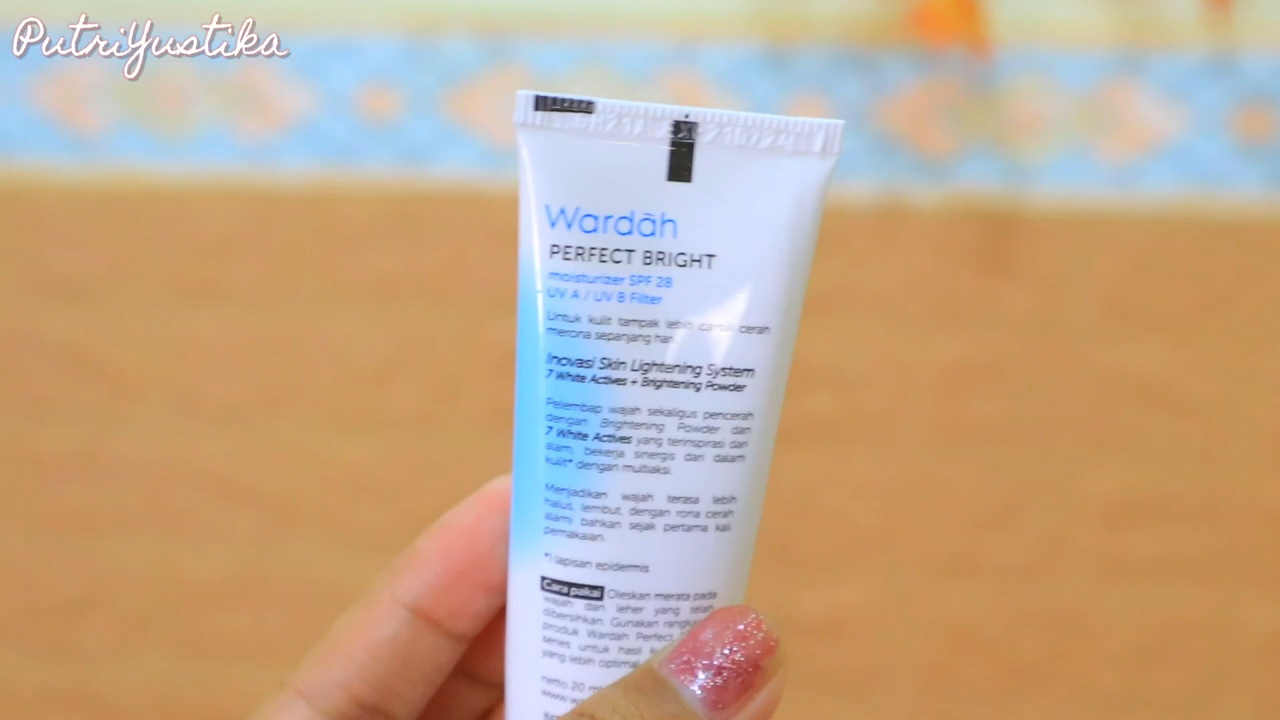 PutriYustika
Wardah
PERFECT BRIGHT
moisturizer SPF 28
UV A / UV B Filter
Untuk kulit tampak lebih cantik cerah
merona sepanjang hari
Inovasi Skin Lightening System
7 White Actives + Brightening Powder
Pelembap wajah sekaligus pencerah
dengan Brightening Powder dan
7 White Actives yang terinspirasi dari
alam, bekerja sinergis dari dalam
kulit* dengan multiaksi.
Menjadikan wajah terasa lebih
halus, lembut, dengan rona cerah
alami bahkan sejak pertama kali
pemakaian.
*) lapisan epidermis
Cara pakai Oleskan merata pada
wajah dan leher yang telah
dibersihkan. Gunakan
produk Wardah Perfect
series untuk hasil
yang lebih optimal
netto 20 ml